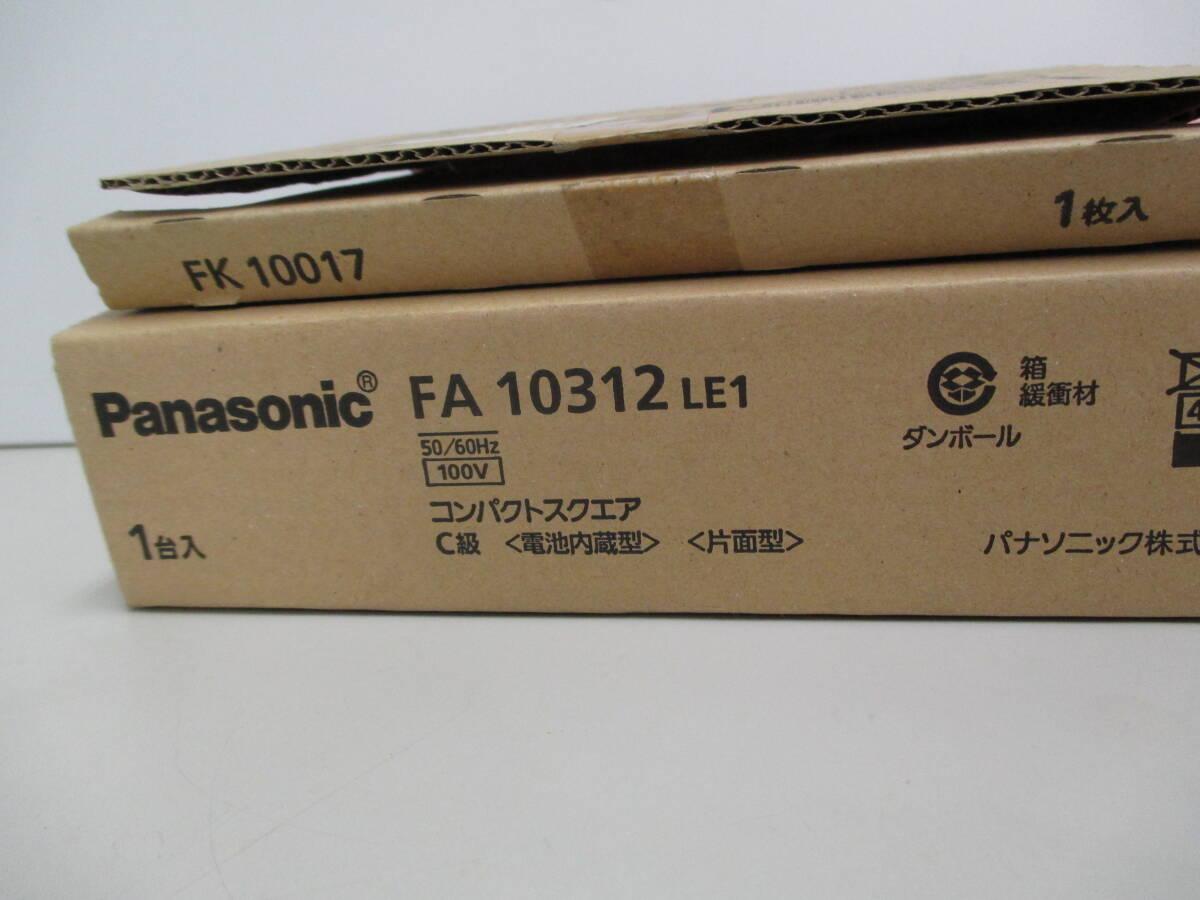 FK 10017
1枚入
Panasonic® FA 10312 LE1
50/60Hz
100V
コンパクトスクエア
C級 〈電池内蔵型〉 〈片面型〉
1台入
箱
緩衝材
ダンボール
パナソニック株式
4